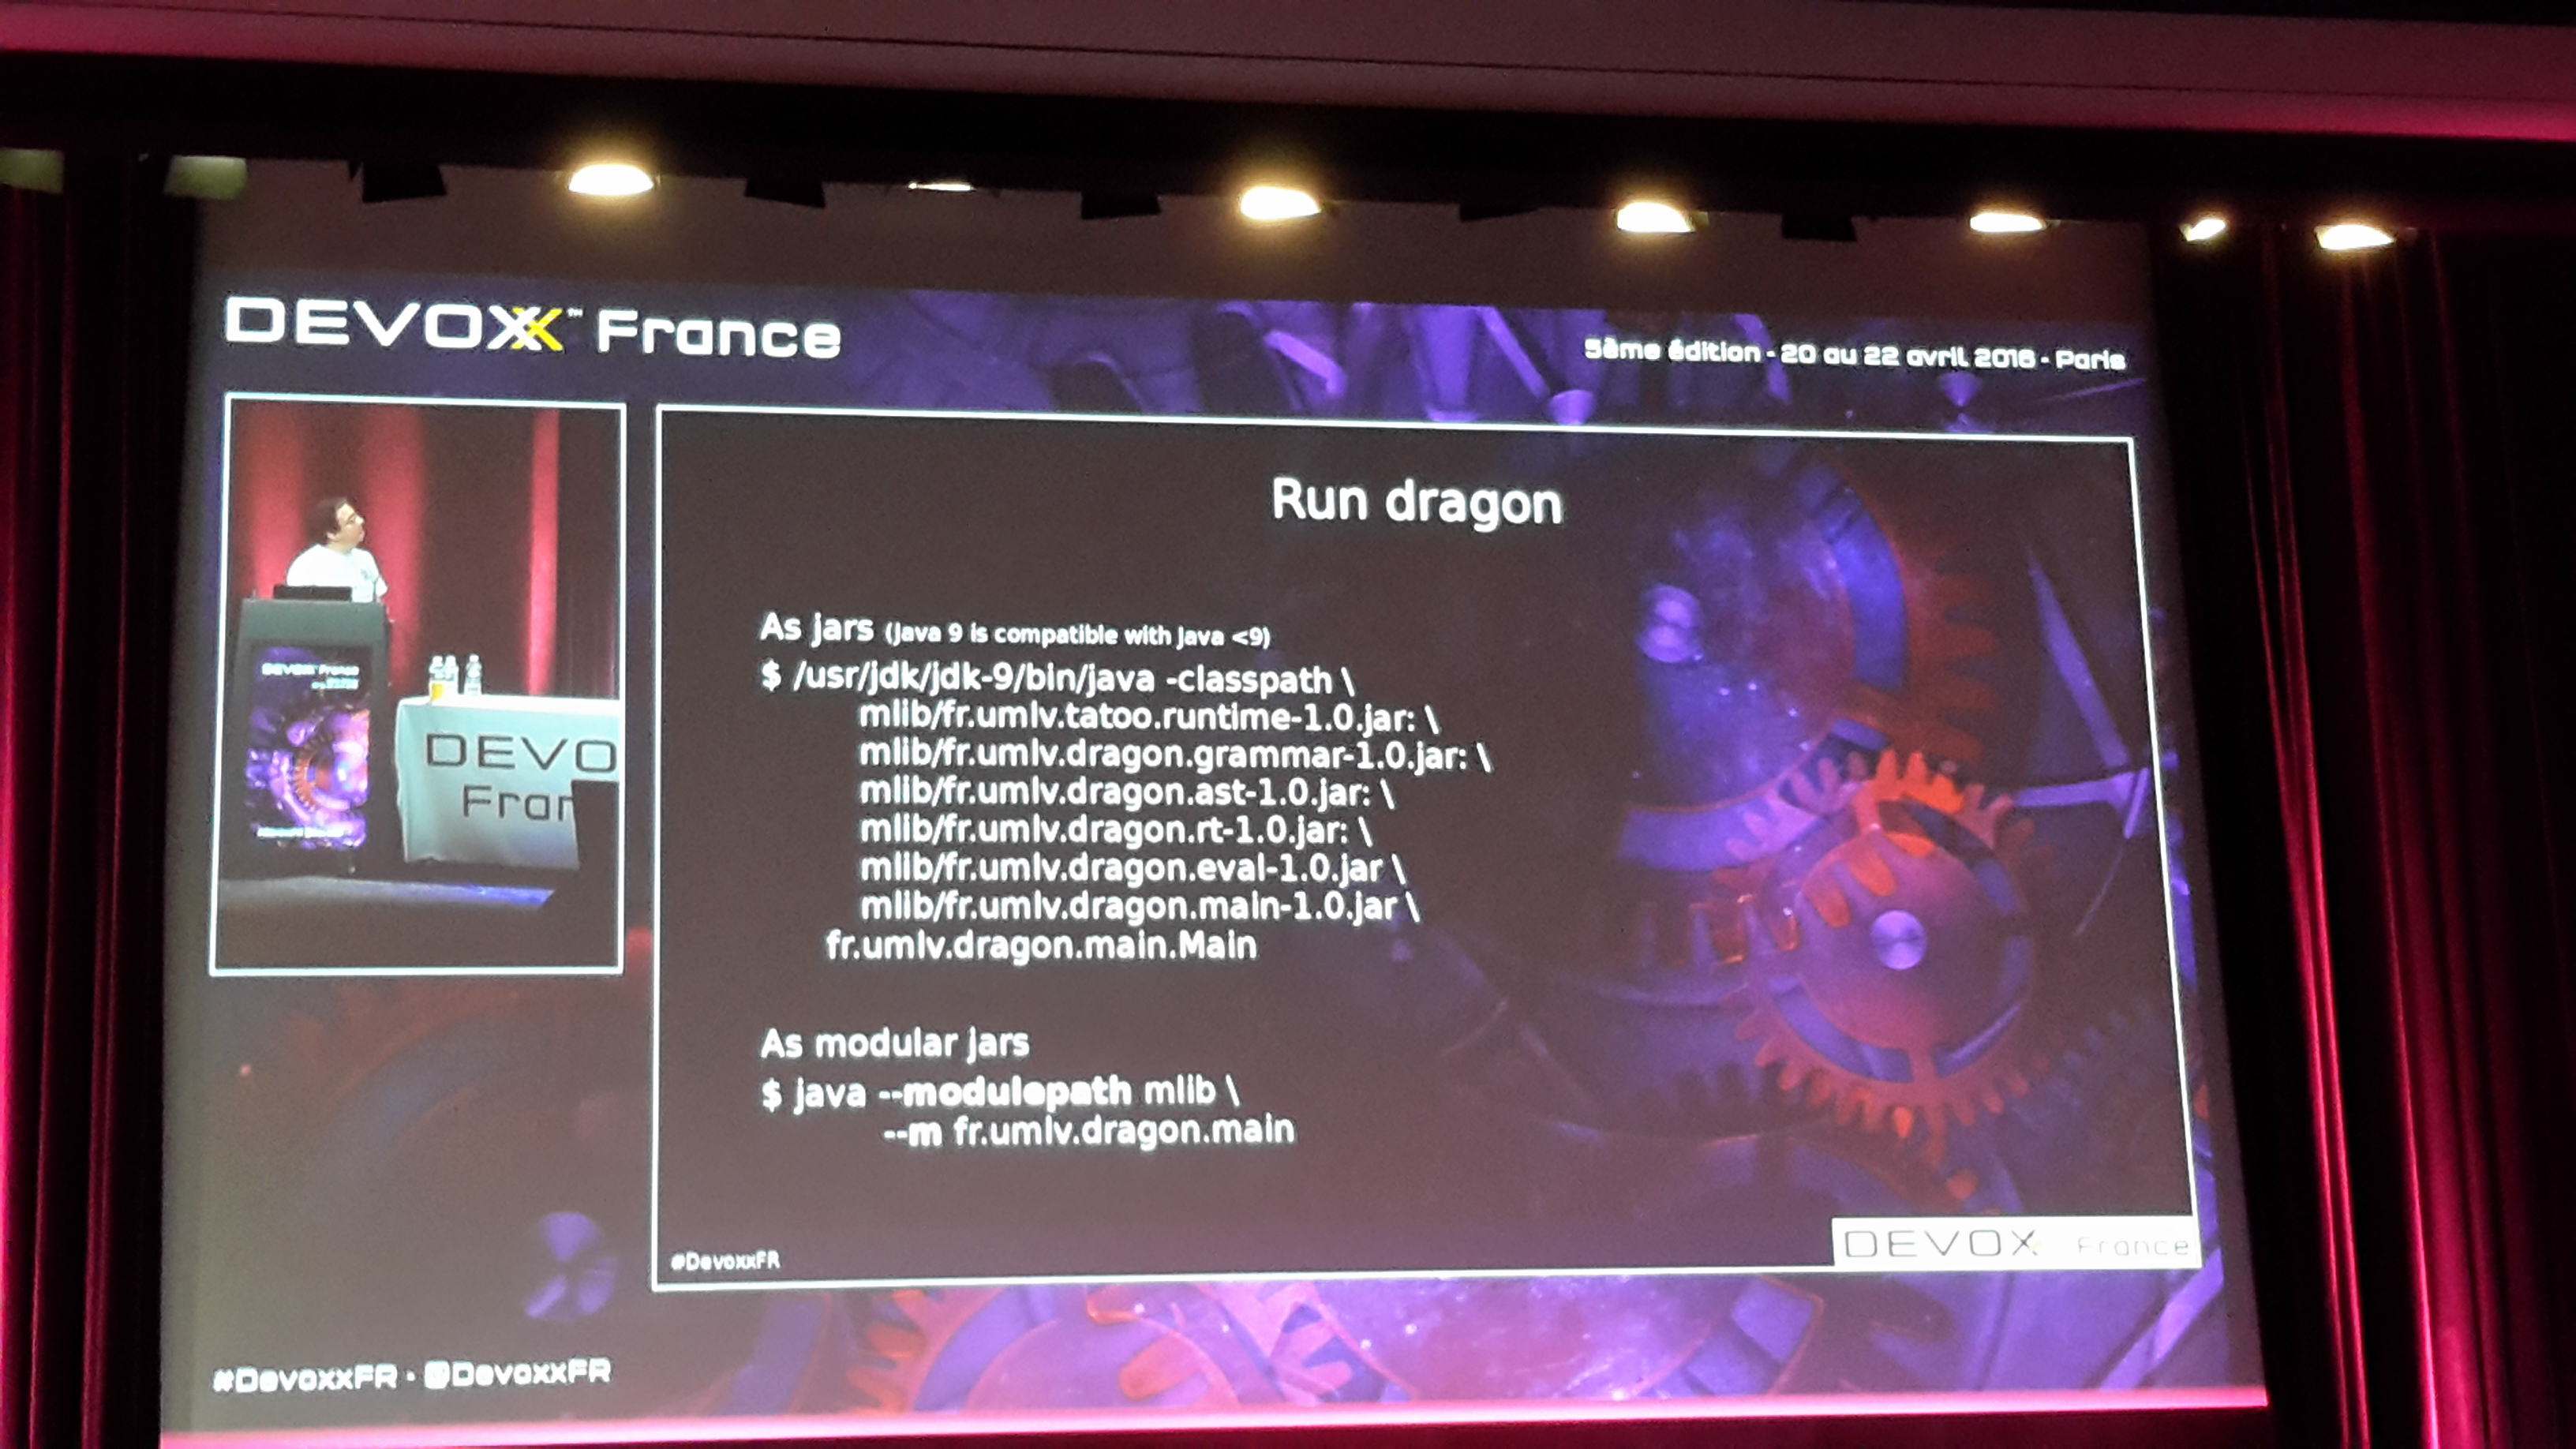 DEVOXX™ France
5ème édition - 20 au 22 avril 2016 - Paris
Run dragon
As jars (Java 9 is compatible with Java <9)
$ /usr/jdk/jdk-9/bin/java -classpath \
mlib/fr.umlv.tatoo.runtime-1.0.jar: \
mlib/fr.umlv.dragon.grammar-1.0.jar: \
mlib/fr.umlv.dragon.ast-1.0.jar: \
mlib/fr.umlv.dragon.rt-1.0.jar: \
mlib/fr.umlv.dragon.eval-1.0.jar \
mlib/fr.umlv.dragon.main-1.0.jar \
fr.umlv.dragon.main.Main
As modular jars
$ java --modulepath mlib \
--m fr.umlv.dragon.main
#DevoxxFR
DEVOXX France
DEVOXX France
DEVO
Fran
#DevoxxFR - @DevoxxFR